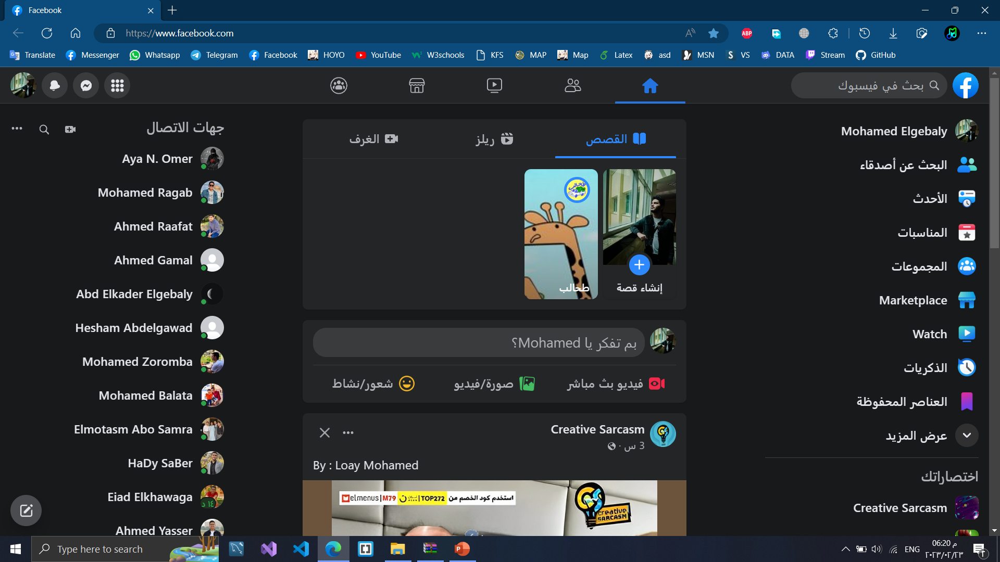 Facebook
https://www.facebook.com
ABP
Translate
Messenger
Whatsapp
Telegram
Facebook
HOYO
YouTube
W3schools
KFS
MAP
Map
Latex
asd
MSN
VS
DATA
Stream
GitHub
بحث في فيسبوك
Mohamed Elgebaly
البحث عن أصدقاء
الأحدث
المناسبات
المجموعات
Marketplace
Watch
الذكريات
العناصر المحفوظة
عرض المزيد
اختصاراتك
Creative Sarcasm
القصص
ريلز
الغرف
إنشاء قصة
طحالب
طحالب
بم تفكر يا Mohamed؟
فيديو بث مباشر
صورة/فيديو
شعور/نشاط
Creative Sarcasm
3 س ·
By : Loay Mohamed
استخدم كود الخصم من TOP272 | elmenus | M79
CREATIVE
SARCASM
جهات الاتصال
Aya N. Omer
Mohamed Ragab
Ahmed Raafat
Ahmed Gamal
Abd Elkader Elgebaly
Hesham Abdelgawad
Mohamed Zoromba
Mohamed Balata
Elmotasm Abo Samra
HaDy SaBer
Eiad Elkhawaga
١٤ د
Ahmed Yasser
Type here to search
ENG
06:20 م
٢٠٢٣/٠٢/٢٣
٢